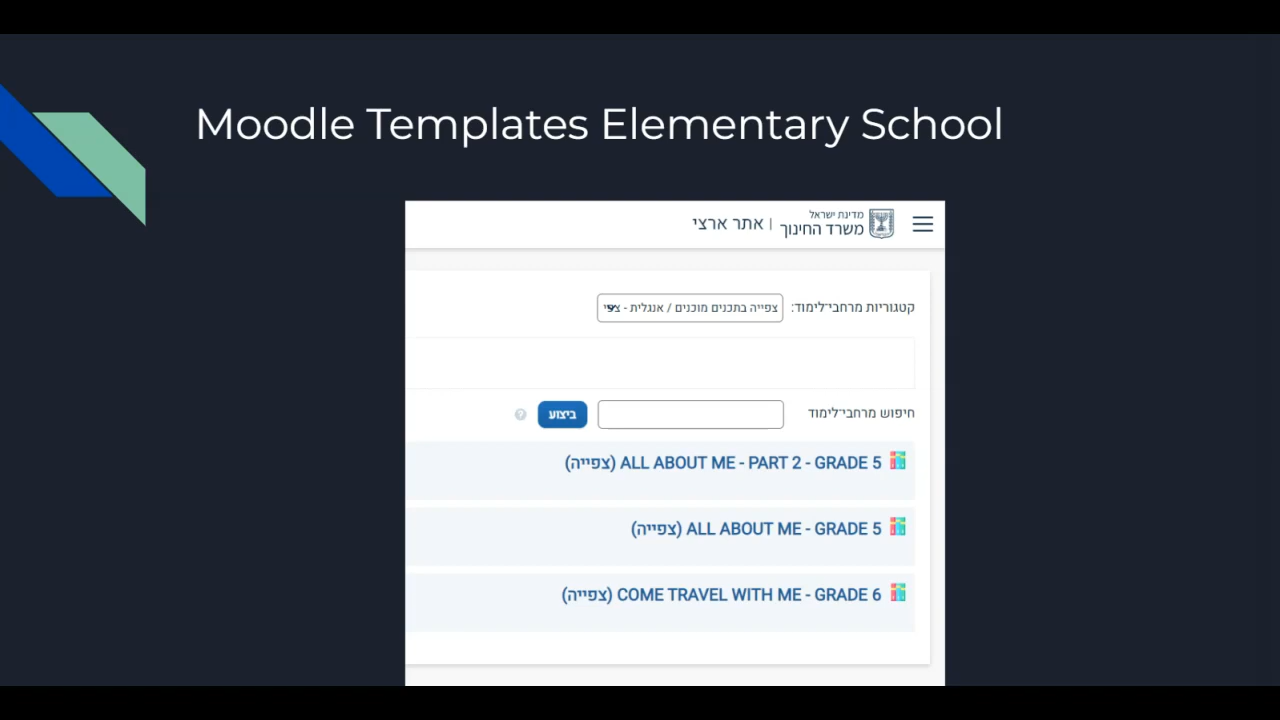 Moodle Templates Elementary School
מדינת ישראל
משרד החינוך | אתר ארצי
קטגוריות מרחבי־לימוד: צפייה בתכנים מוכנים / אנגלית - צפי
חיפוש מרחבי־לימוד ביצוע ?
ALL ABOUT ME - PART 2 - GRADE 5 (צפייה)
ALL ABOUT ME - GRADE 5 (צפייה)
COME TRAVEL WITH ME - GRADE 6 (צפייה)